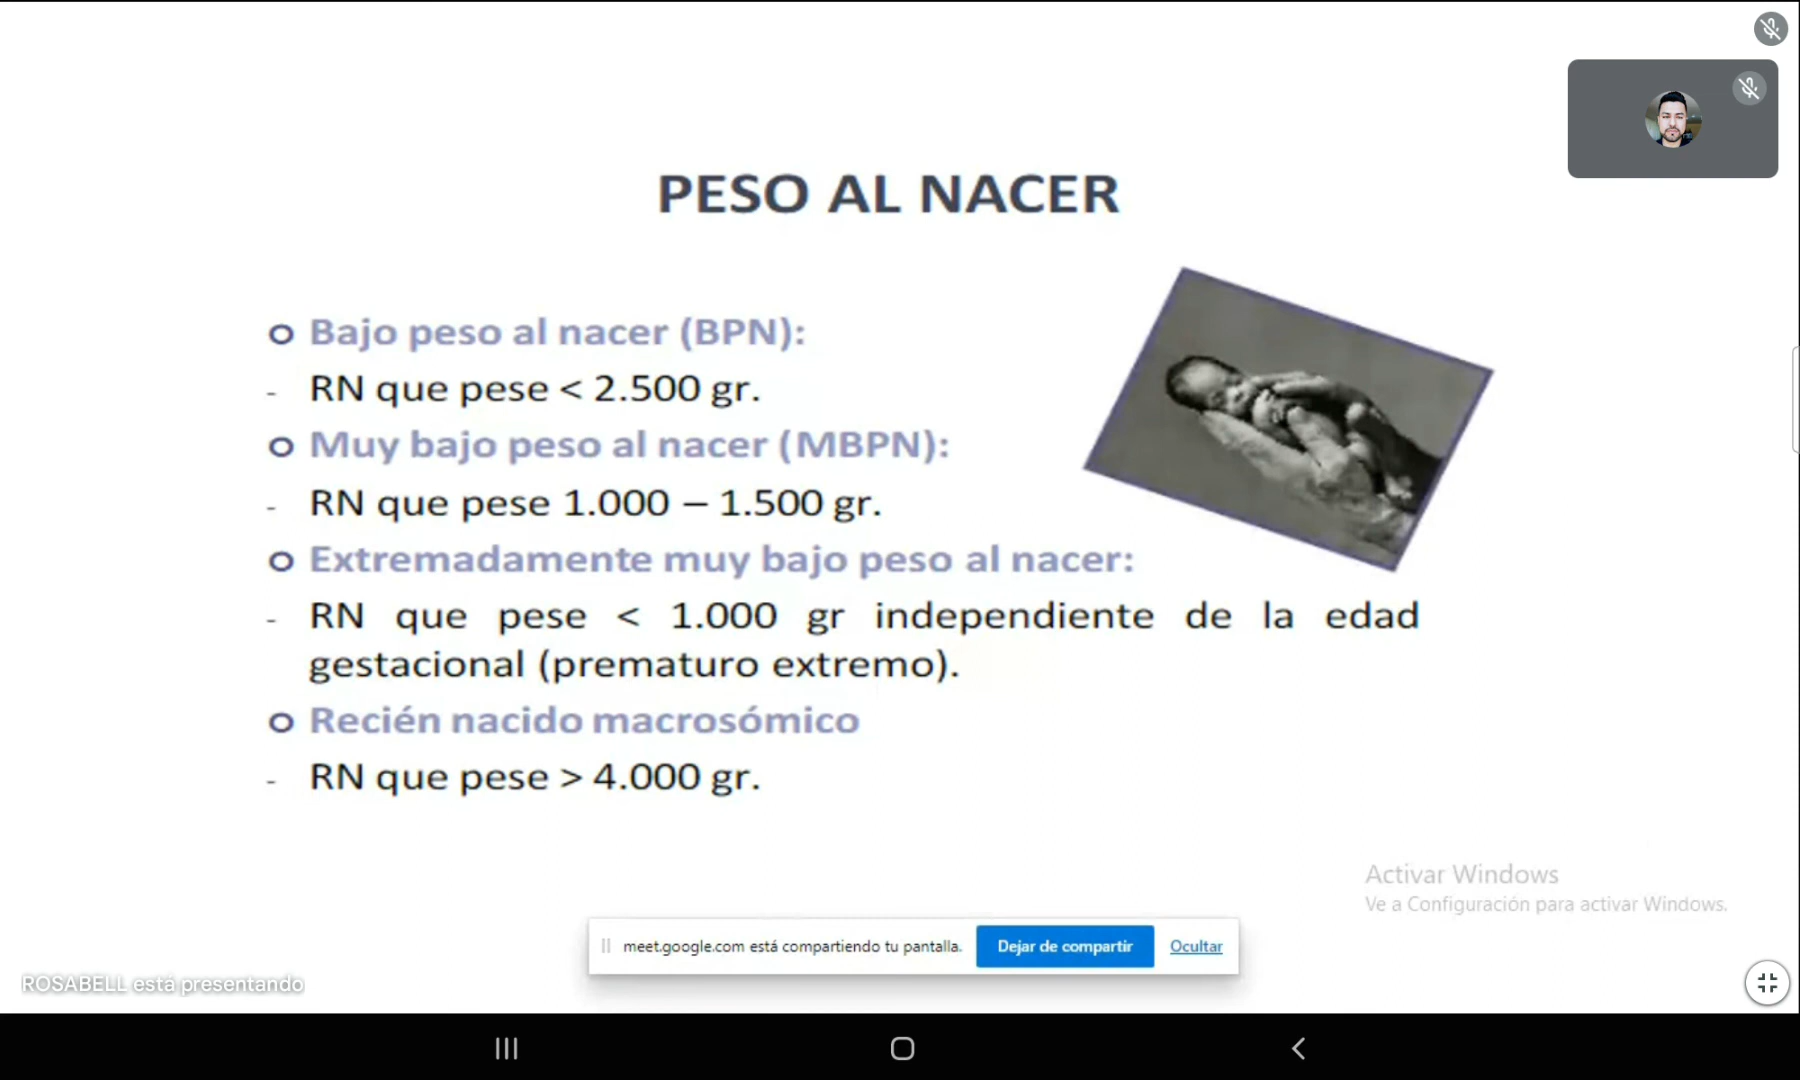 PESO AL NACER
o Bajo peso al nacer (BPN):
- RN que pese < 2.500 gr.
o Muy bajo peso al nacer (MBPN):
- RN que pese 1.000 – 1.500 gr.
o Extremadamente muy bajo peso al nacer:
- RN que pese < 1.000 gr independiente de la edad
gestacional (prematuro extremo).
o Recién nacido macrosómico
- RN que pese > 4.000 gr.
Activar Windows
Ve a Configuración para activar Windows.
meet.google.com está compartiendo tu pantalla. Dejar de compartir Ocultar
ROSABELL está presentando